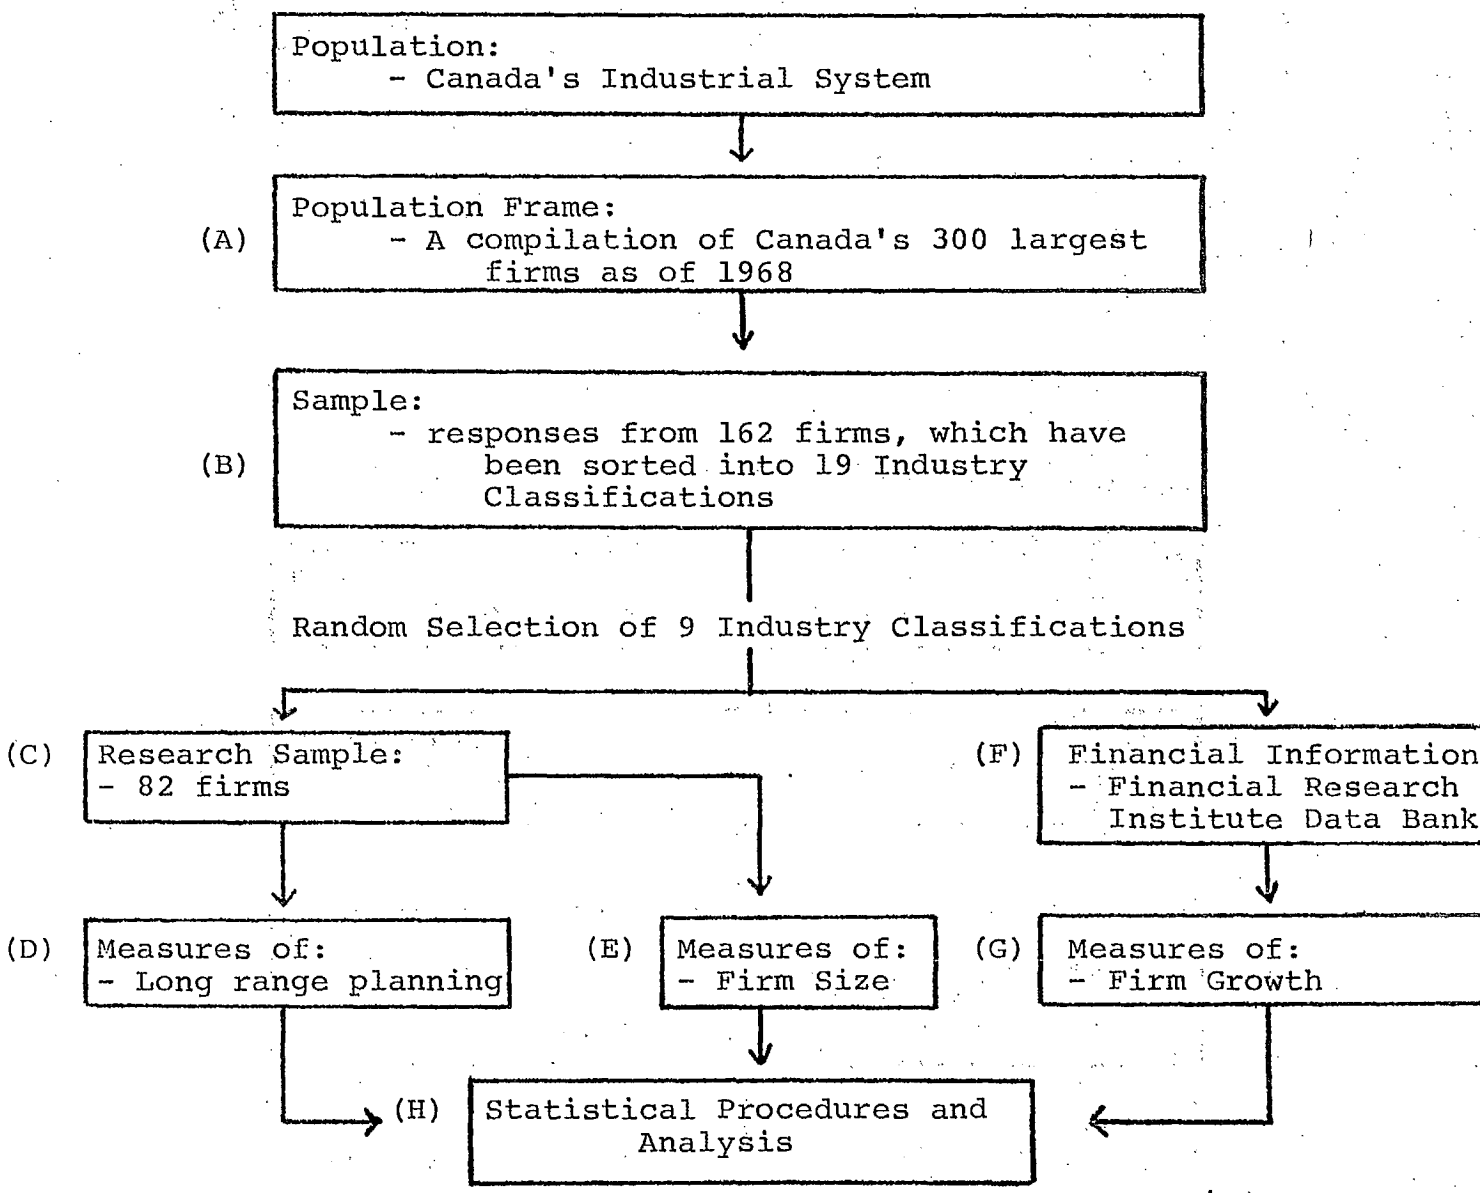 Population:
- Canada's Industrial System
(A)
Population Frame:
- A compilation of Canada's 300 largest
firms as of 1968
(B)
Sample:
- responses from 162 firms, which have
been sorted into 19 Industry
Classifications
Random Selection of 9 Industry Classifications
(C)
Research Sample:
- 82 firms
(F)
Financial Information
- Financial Research
Institute Data Bank
(D)
Measures of:
- Long range planning
(E)
Measures of:
- Firm Size
(G)
Measures of:
- Firm Growth
(H)
Statistical Procedures and
Analysis